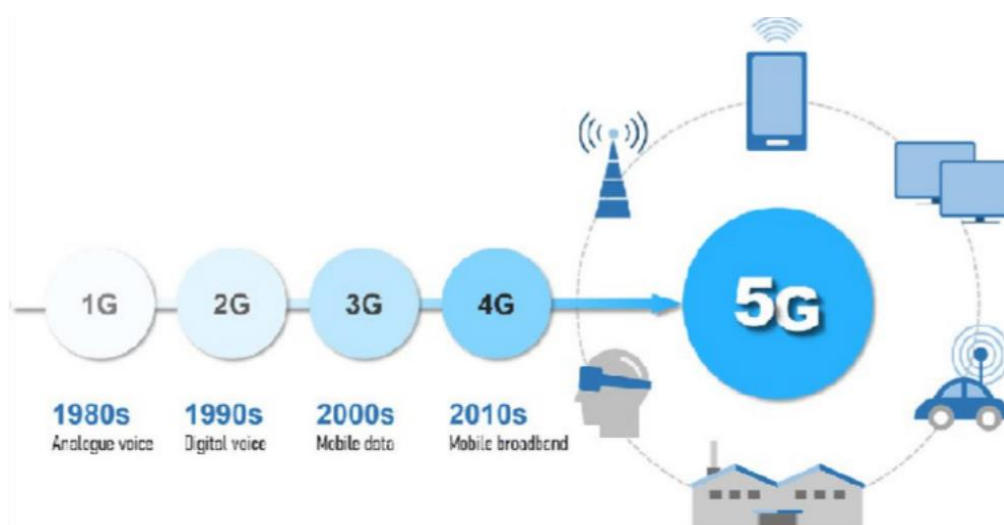 1G
2G
3G
4G
5G
1980s
Analogue voice
1990s
Digital voice
2000s
Mobile data
2010s
Mobile broadband